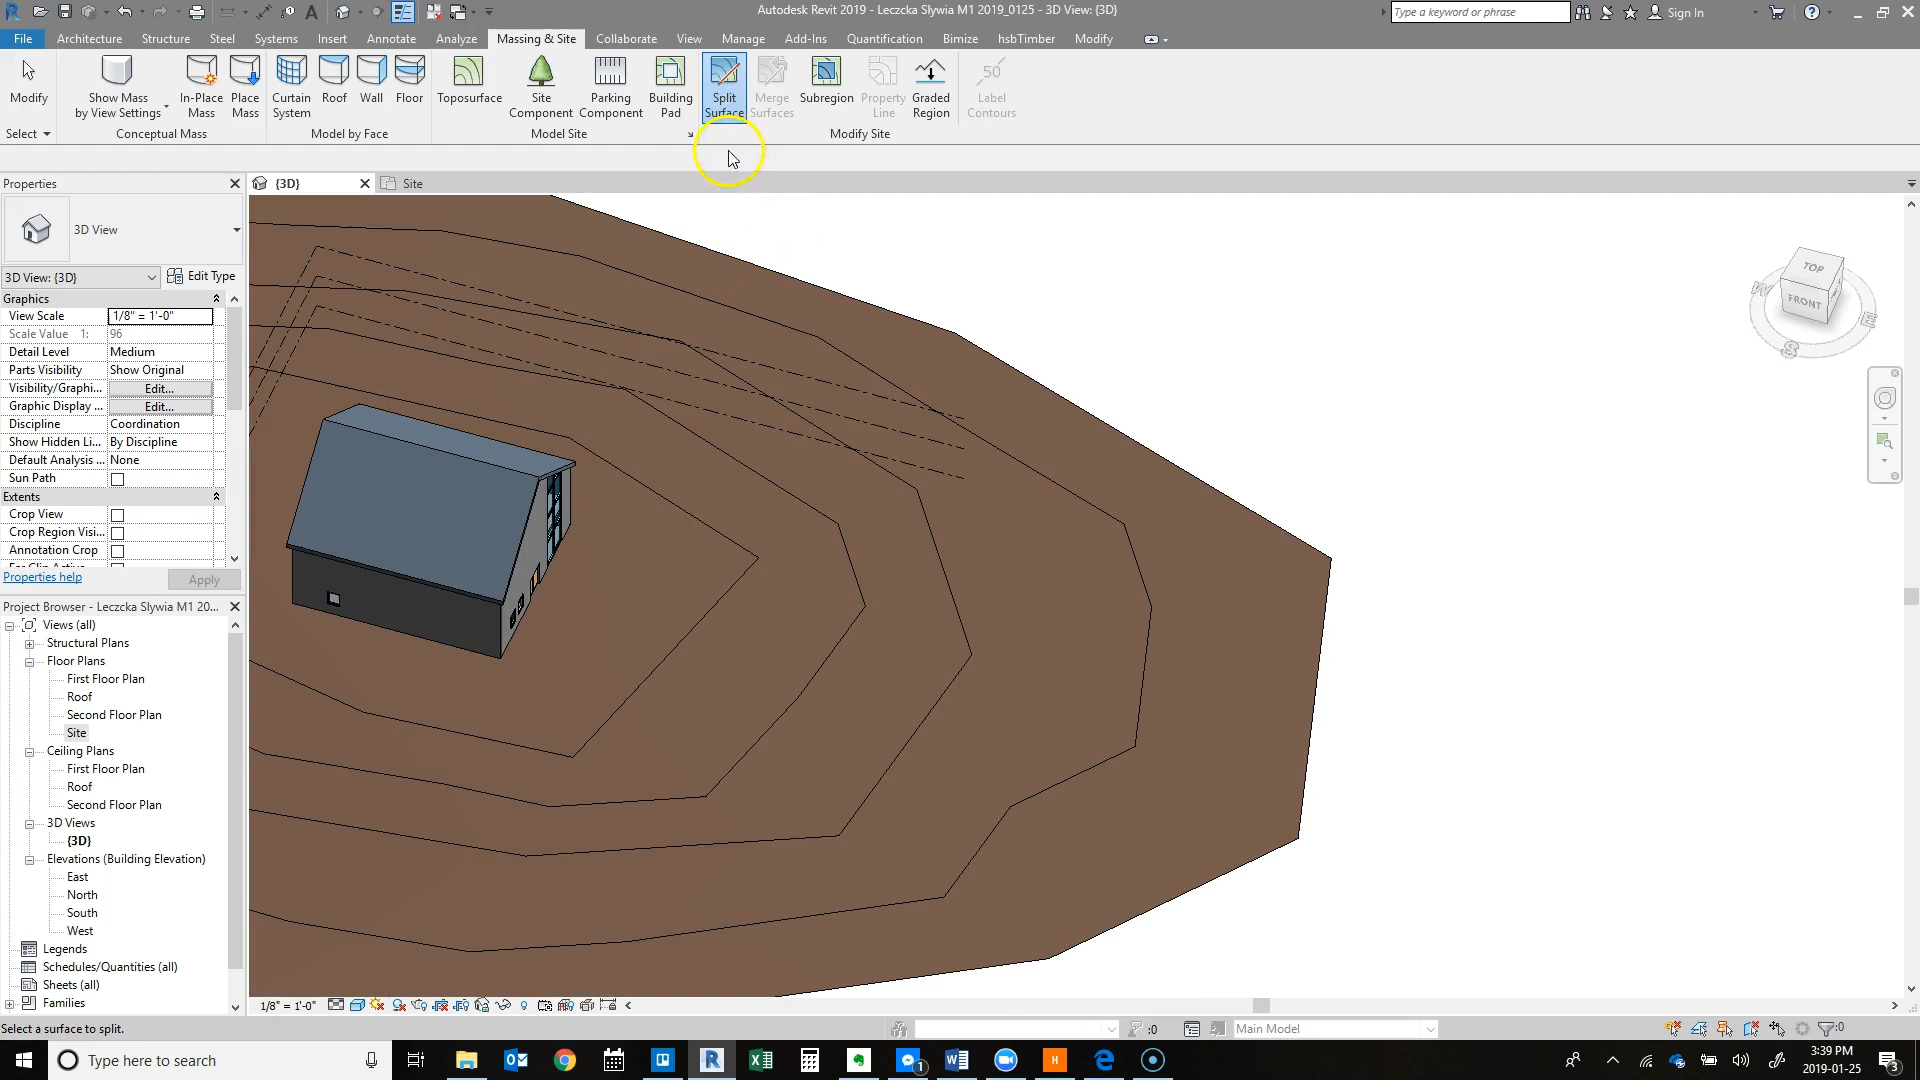 Autodesk Revit 2019 - Leczcka Slywia M1 2019_0125 - 3D View: {3D}
Type a keyword or phrase
Sign In
File Architecture Structure Steel Systems Insert Annotate Analyze Massing & Site Collaborate View Manage Add-Ins Quantification Bimize hsbTimber Modify
Modify
Show Mass by View Settings
In-Place Mass
Place Mass
Curtain System
Roof
Wall
Floor
Toposurface
Site Component
Parking Component
Building Pad
Split Surface
Merge Surfaces
Subregion
Property Line
Graded Region
50
Label Contours
Select
Conceptual Mass
Model by Face
Model Site
Modify Site
Properties
{3D}
Site
3D View
3D View: {3D}
Edit Type
Graphics
View Scale 1/8" = 1'-0"
Scale Value 1: 96
Detail Level Medium
Parts Visibility Show Original
Visibility/Graphi... Edit...
Graphic Display ... Edit...
Discipline Coordination
Show Hidden Li... By Discipline
Default Analysis ... None
Sun Path
Extents
Crop View
Crop Region Visi...
Annotation Crop
Properties help
Apply
Project Browser - Leczcka Slywia M1 20...
Views (all)
Structural Plans
Floor Plans
First Floor Plan
Roof
Second Floor Plan
Site
Ceiling Plans
First Floor Plan
Roof
Second Floor Plan
3D Views
{3D}
Elevations (Building Elevation)
East
North
South
West
Legends
Schedules/Quantities (all)
Sheets (all)
Families
TOP
FRONT
W
S
E
1/8" = 1'-0"
Select a surface to split.
:0
Main Model
:0
Type here to search
1
3:39 PM
2019-01-25
3